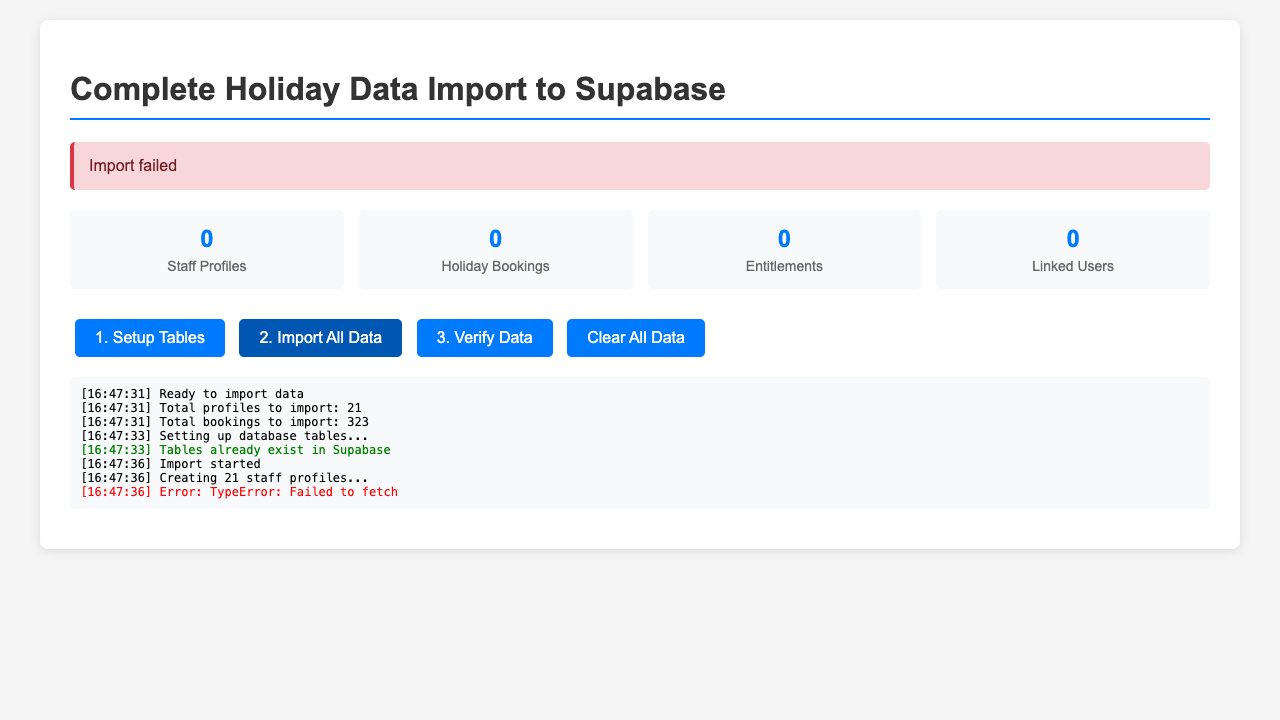 Complete Holiday Data Import to Supabase
Import failed
0
Staff Profiles
0
Holiday Bookings
0
Entitlements
0
Linked Users
1. Setup Tables
2. Import All Data
3. Verify Data
Clear All Data
[16:47:31] Ready to import data
[16:47:31] Total profiles to import: 21
[16:47:31] Total bookings to import: 323
[16:47:33] Setting up database tables...
[16:47:33] Tables already exist in Supabase
[16:47:36] Import started
[16:47:36] Creating 21 staff profiles...
[16:47:36] Error: TypeError: Failed to fetch